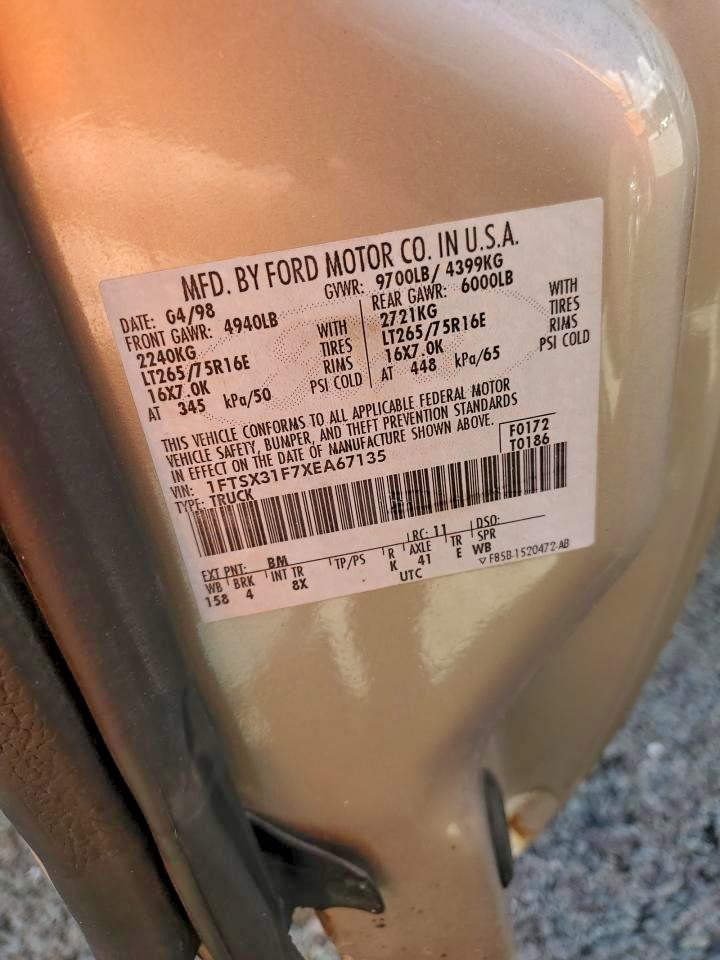 MFD. BY FORD MOTOR CO. IN U.S.A.
DATE: 04/98 GVWR: 9700LB/ 4399KG
FRONT GAWR: 4940LB REAR GAWR: 6000LB
2240KG WITH 2721KG WITH
LT265/75R16E TIRES LT265/75R16E TIRES
16X7.0K RIMS 16X7.0K RIMS
AT 345 kPa/50 PSI COLD AT 448 kPa/65 PSI COLD
THIS VEHICLE CONFORMS TO ALL APPLICABLE FEDERAL MOTOR
VEHICLE SAFETY, BUMPER, AND THEFT PREVENTION STANDARDS
IN EFFECT ON THE DATE OF MANUFACTURE SHOWN ABOVE.
VIN: 1FTSX31F7XEA67135 F0172
TYPE: TRUCK T0186
EXT PNT: BM LRC: 11 DSO:
WB BRK INT TR TP/PS R AXLE TR SPR
158 4 8X K 41 E WB
UTC ▽ F85B-1520472-AB